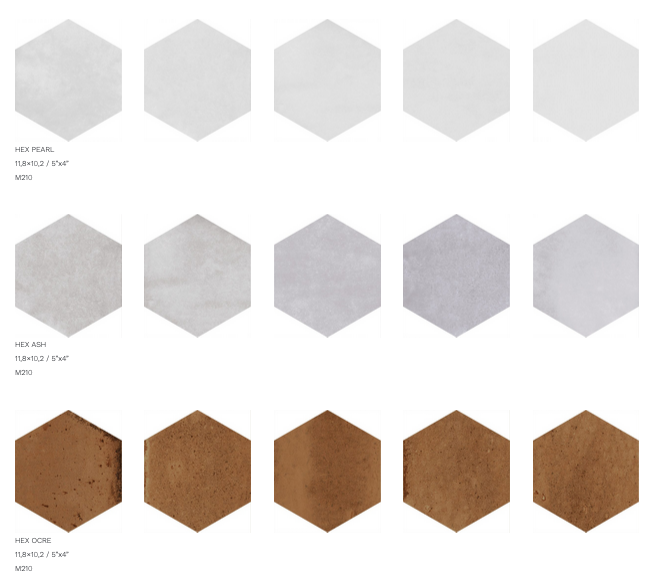 HEX PEARL
11,8×10,2 / 5"x4"
M210
HEX ASH
11,8×10,2 / 5"x4"
M210
HEX OCRE
11,8×10,2 / 5"x4"
M210